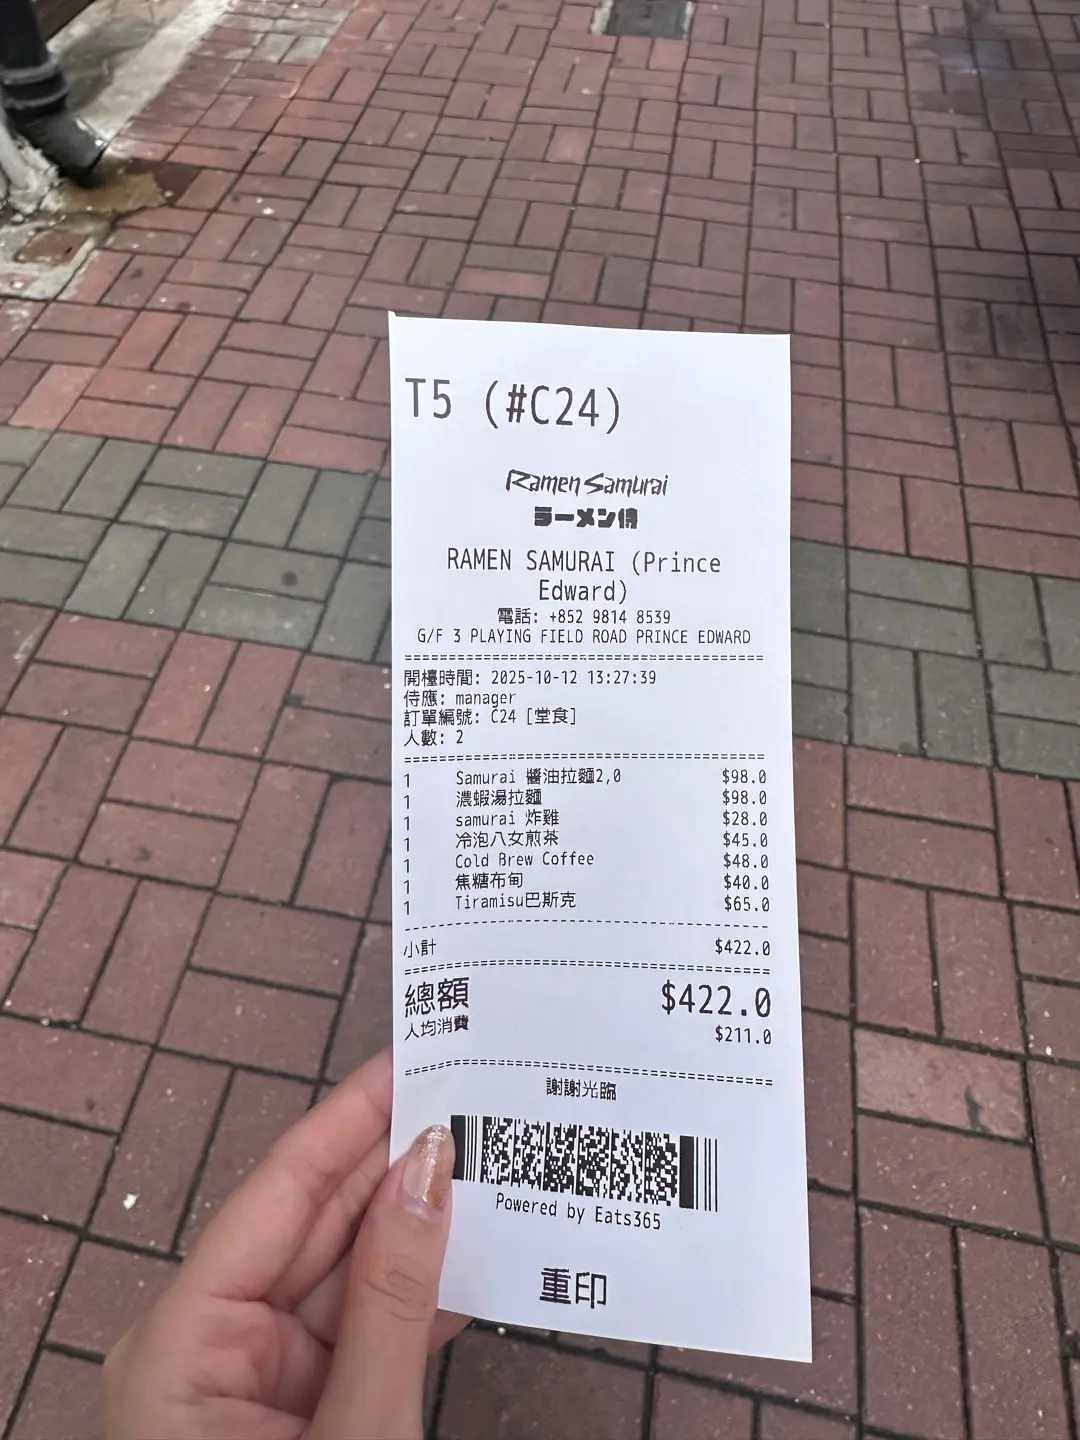 T5 (#C24)
Ramen Samurai
ラーメン侍
RAMEN SAMURAI (Prince
Edward)
電話: +852 9814 8539
G/F 3 PLAYING FIELD ROAD PRINCE EDWARD
開檯時間: 2025-10-12 13:27:39
侍應: manager
訂單編號: C24 [堂食]
人數: 2
1 Samurai 醬油拉麵2,0 $98.0
1 濃蝦湯拉麵 $98.0
1 samurai 炸雞 $28.0
1 冷泡八女煎茶 $45.0
1 Cold Brew Coffee $48.0
1 焦糖布甸 $40.0
1 Tiramisu巴斯克 $65.0
小計 $422.0
總額 $422.0
人均消費 $211.0
謝謝光臨
Powered by Eats365
重印